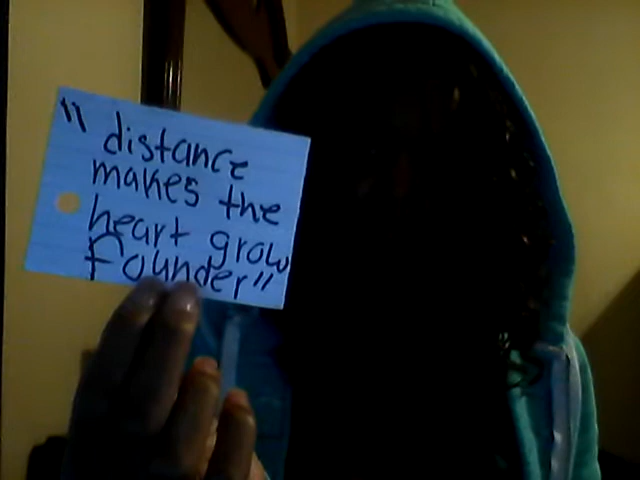 "distance
makes the
heart grow
founder"